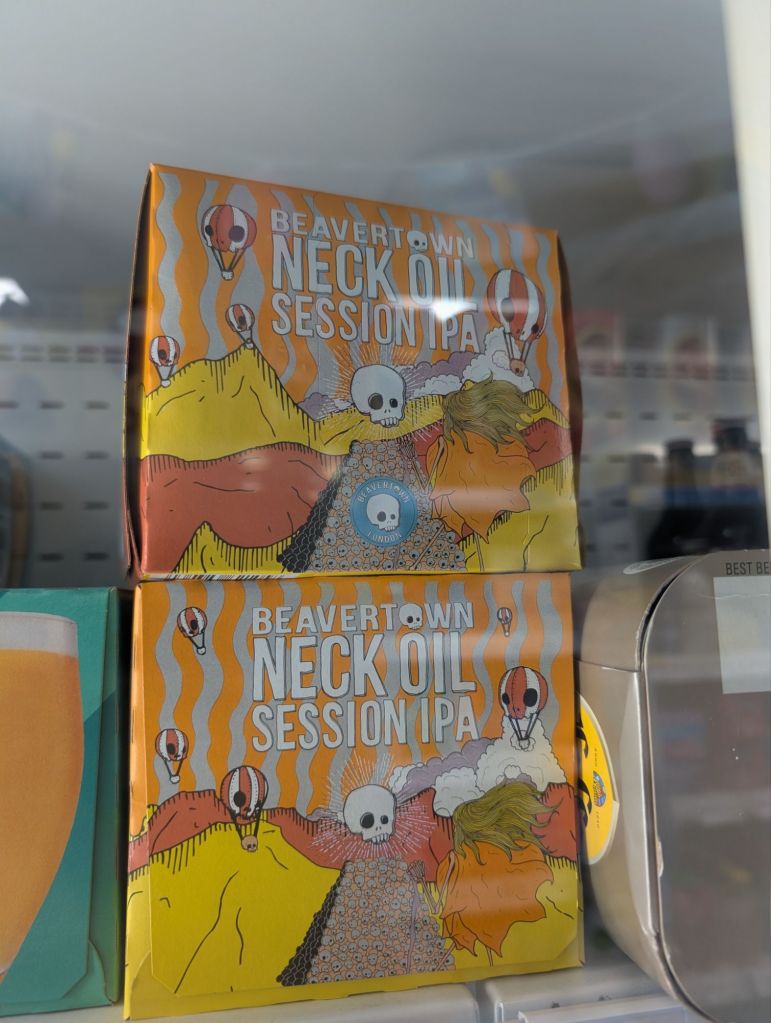 BEAVERTOWN
NECK OIL
SESSION IPA
BEAVERTOWN
LONDON
BEAVERTOWN
NECK OIL
SESSION IPA
BEST BE